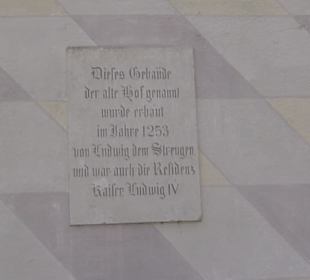 Dieses Gebäude
der alte Hof genannt
wurde erbaut
im Jahre 1253
von Ludwig dem Strengen
und war auch die Residenz
Kaiser Ludwig IV